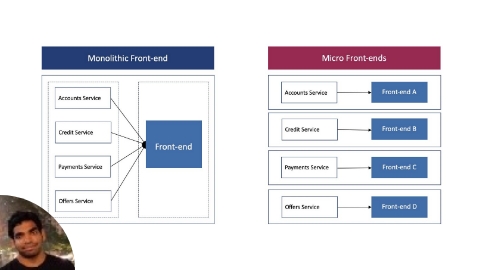 Monolithic Front-end
Accounts Service
Credit Service
Payments Service
Offers Service
Front-end
Micro Front-ends
Accounts Service
Front-end A
Credit Service
Front-end B
Payments Service
Front-end C
Offers Service
Front-end D